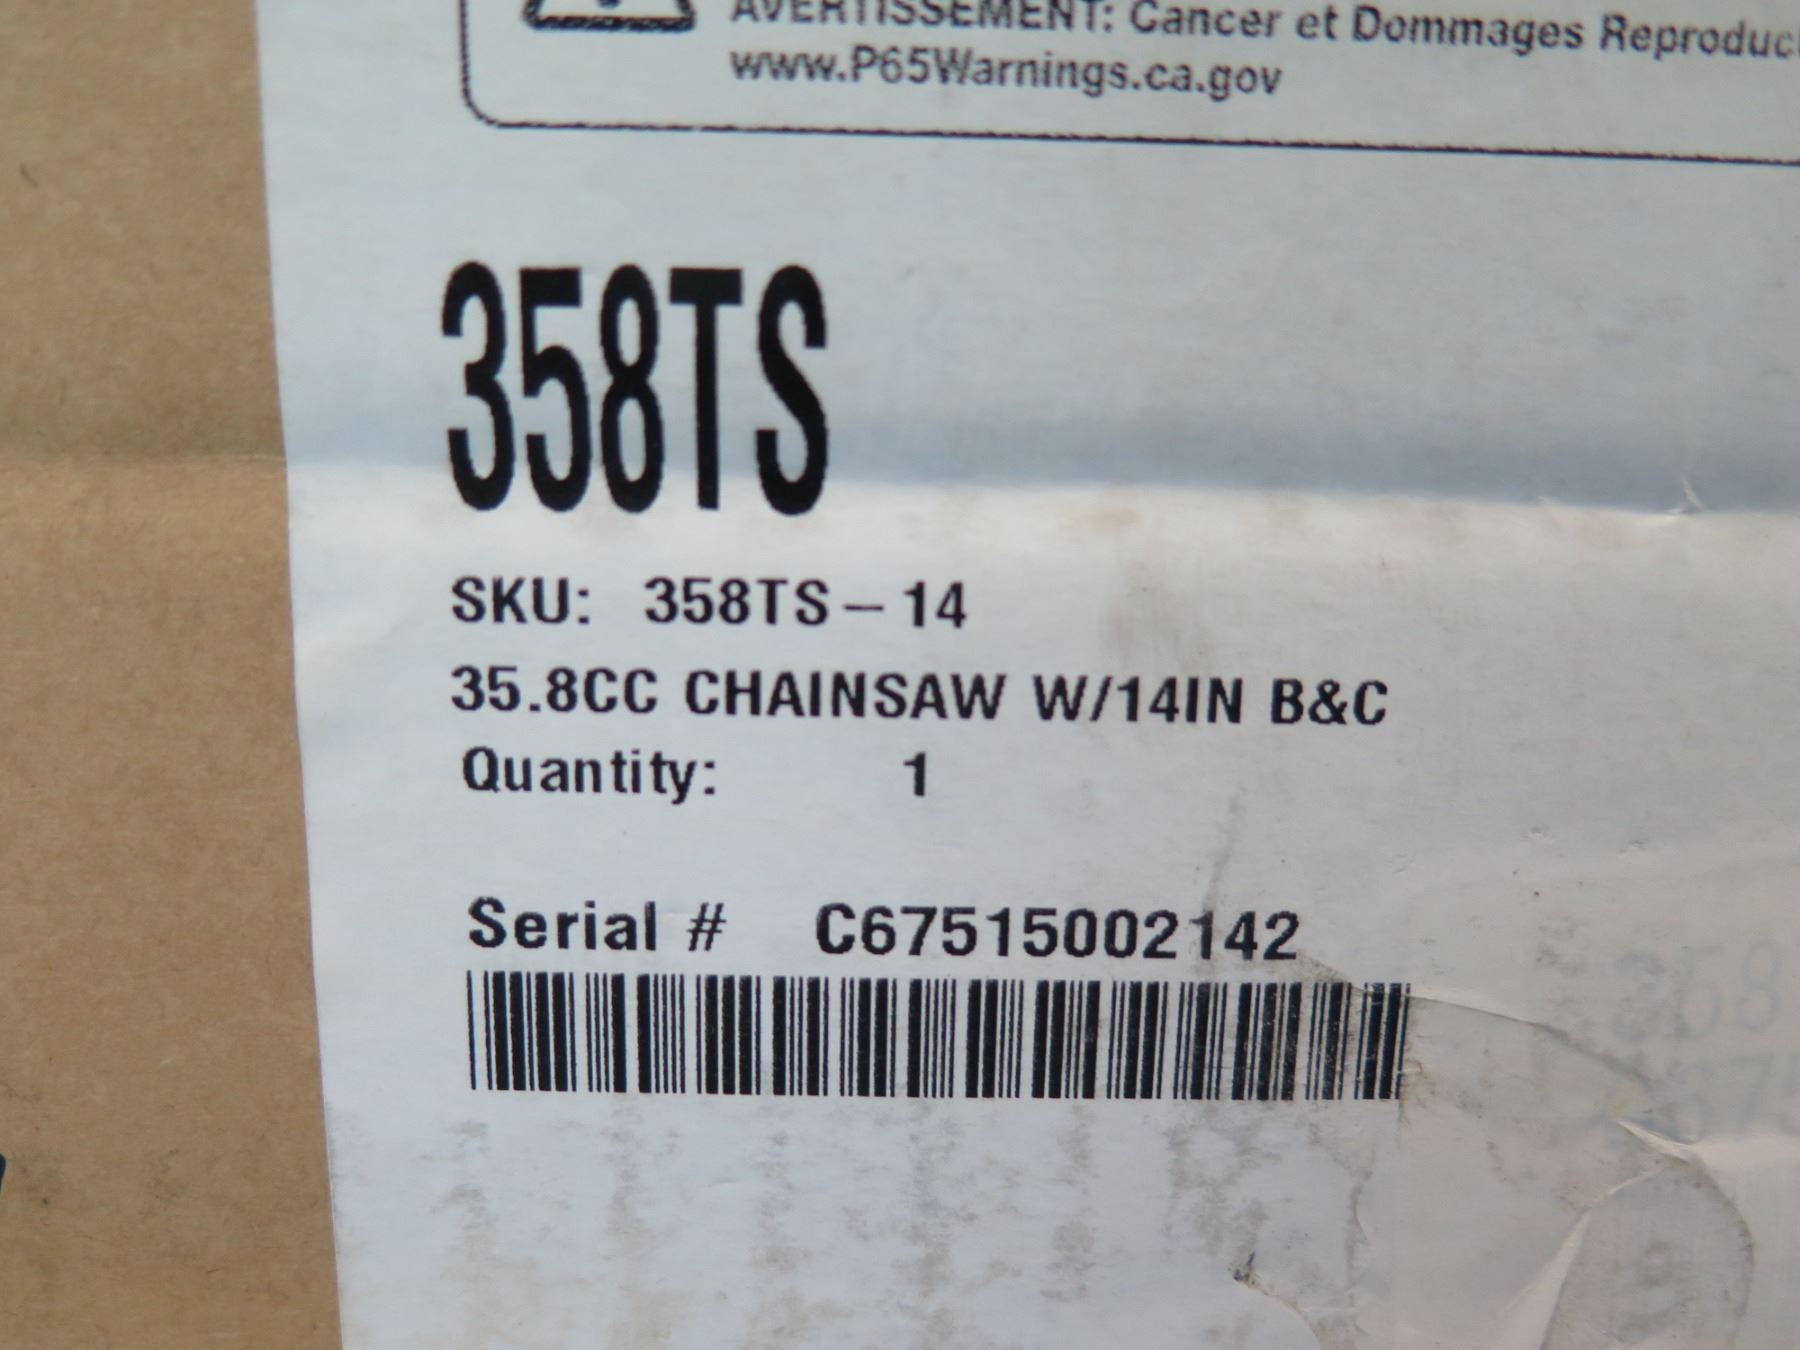 AVERTISSEMENT: Cancer et Dommages Reproduc
www.P65Warnings.ca.gov
358TS
SKU: 358TS-14
35.8CC CHAINSAW W/14IN B&C
Quantity: 1
Serial # C67515002142
358